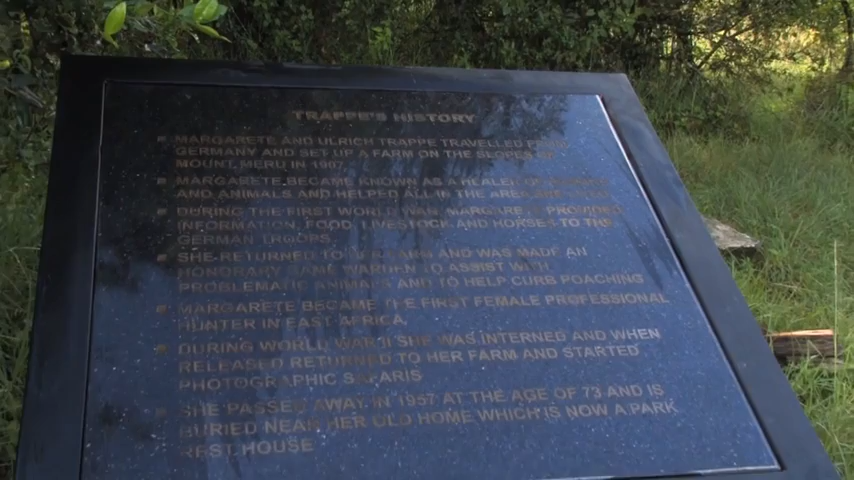 TRAPPE'S HISTORY
MARGARETE AND ULRICH TRAPPE TRAVELLED FROM
GERMANY AND SET UP A FARM ON THE SLOPES OF
MOUNT MERU IN 1907
MARGARETE BECAME KNOWN AS A HEALER OF
AND ANIMALS AND HELPED ALL IN THE AREA
DURING THE FIRST WORLD WAR MARGARETE PROVIDED
INFORMATION, FOOD, LIVESTOCK AND HORSES TO THE
GERMAN TROOPS.
SHE RETURNED TO FARM AND WAS MADE AN
HONORARY GAME WARDEN TO ASSIST WITH
PROBLEMATIC ANIMALS AND TO HELP CURB POACHING
MARGARETE BECAME THE FIRST FEMALE PROFESSIONAL
HUNTER IN EAST AFRICA.
DURING WORLD WAR II SHE WAS INTERNED AND WHEN
RELEASED RETURNED TO HER FARM AND STARTED
PHOTOGRAPHIC SAFARIS
SHE PASSED AWAY IN 1957 AT THE AGE OF 73 AND IS
BURIED NEAR HER OLD HOME WHICH IS NOW A PARK
REST HOUSE